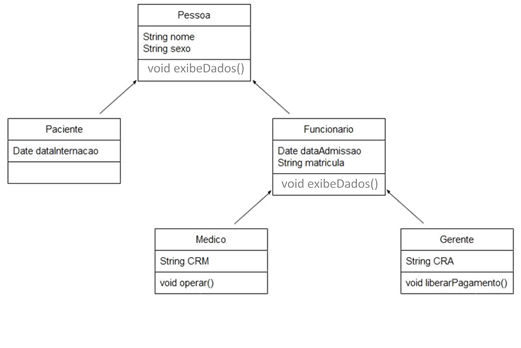 Pessoa
String nome
String sexo
void exibeDados()
Paciente
Date dataInternacao
Funcionario
Date dataAdmissao
String matricula
void exibeDados()
Medico
String CRM
void operar()
Gerente
String CRA
void liberarPagamento()